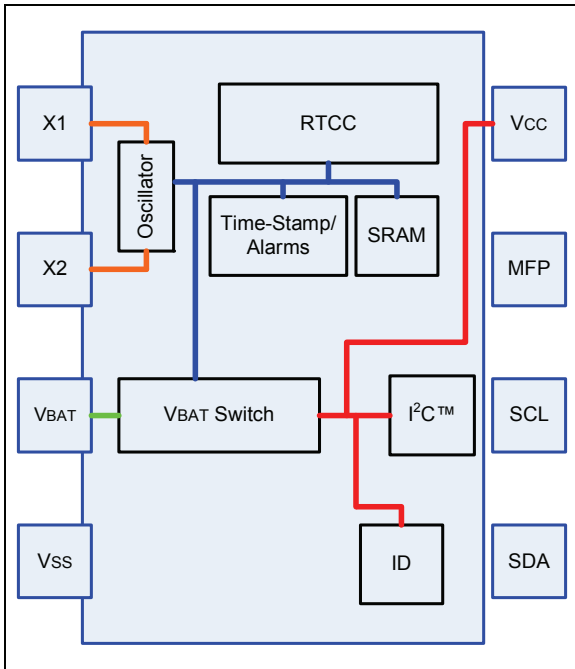 X1
RTCC
VCC
Oscillator
Time-Stamp/
Alarms
SRAM
X2
MFP
VBAT
VBAT Switch
I²C™
SCL
VSS
ID
SDA